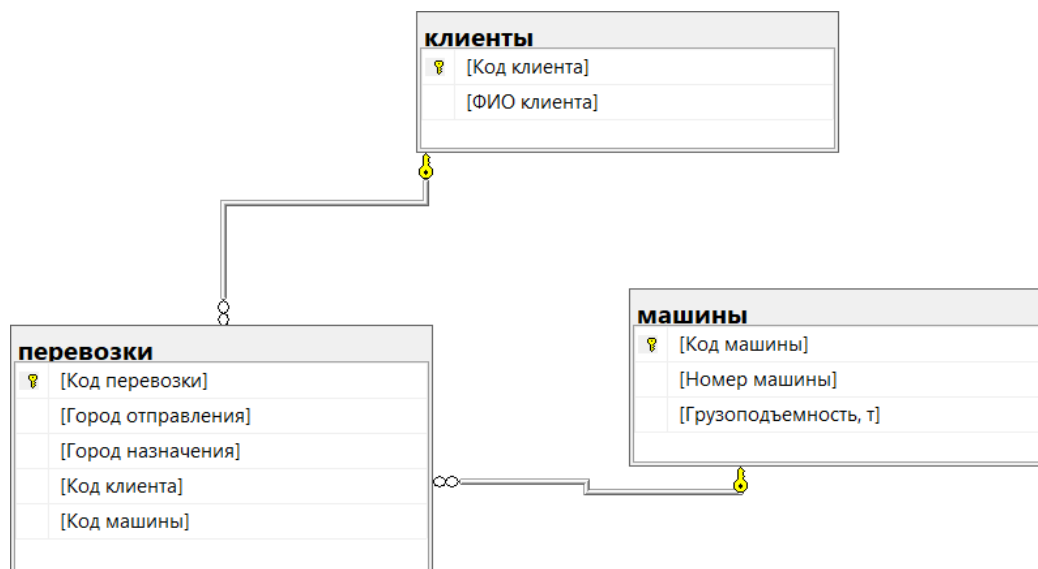 клиенты
[Код клиента]
[ФИО клиента]
машины
[Код машины]
[Номер машины]
[Грузоподъемность, т]
перевозки
[Код перевозки]
[Город отправления]
[Город назначения]
[Код клиента]
[Код машины]